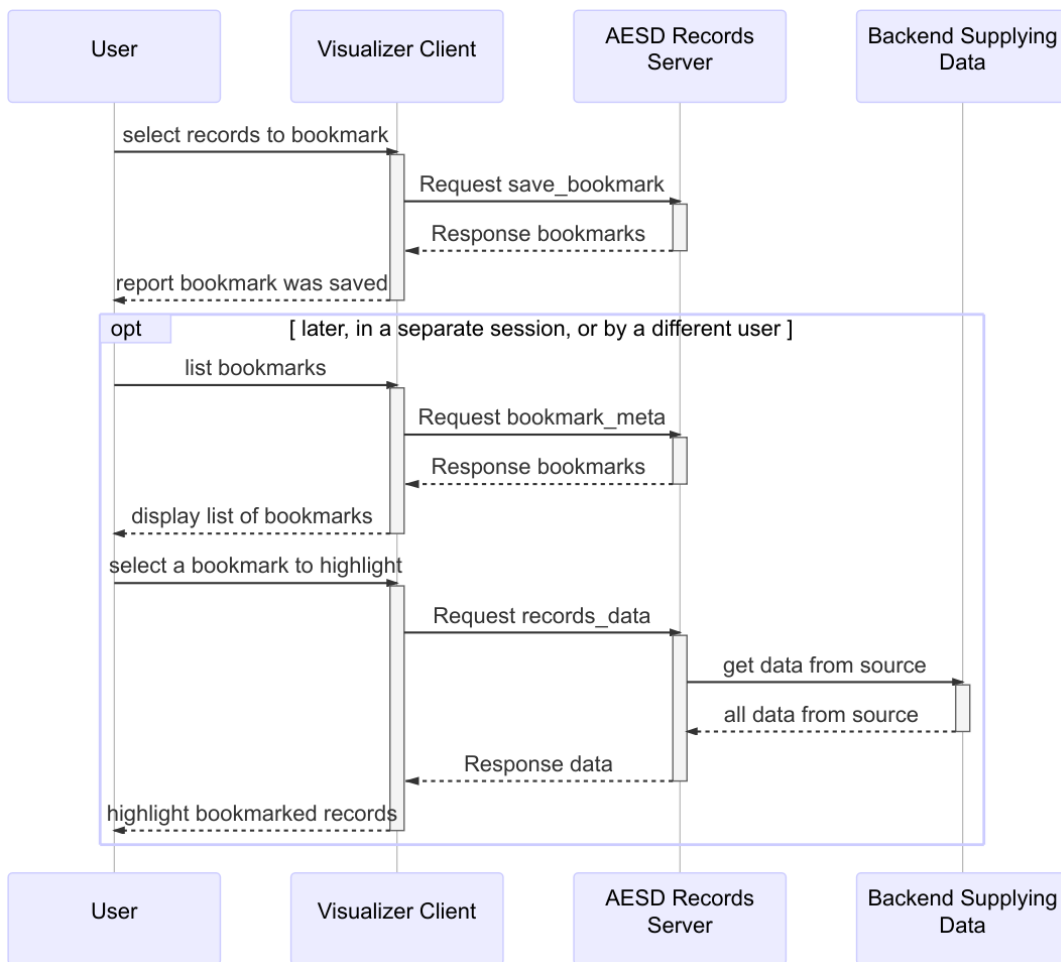 User
Visualizer Client
AESD Records
Server
Backend Supplying
Data
select records to bookmark
Request save_bookmark
Response bookmarks
report bookmark was saved
opt
[ later, in a separate session, or by a different user ]
list bookmarks
Request bookmark_meta
Response bookmarks
display list of bookmarks
select a bookmark to highlight
Request records_data
get data from source
all data from source
Response data
highlight bookmarked records
User
Visualizer Client
AESD Records
Server
Backend Supplying
Data